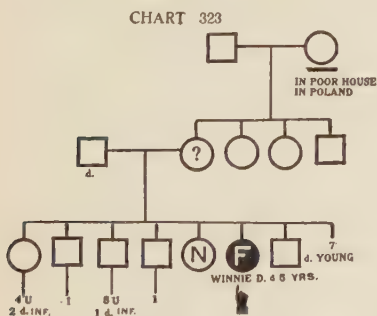 CHART 323
IN POOR HOUSE
IN POLAND
?
d.
N
F
7
d. YOUNG
WINNIE D. 45 YRS.
4 U
2 d. INF.
1
8 U
1 d. INF.
1